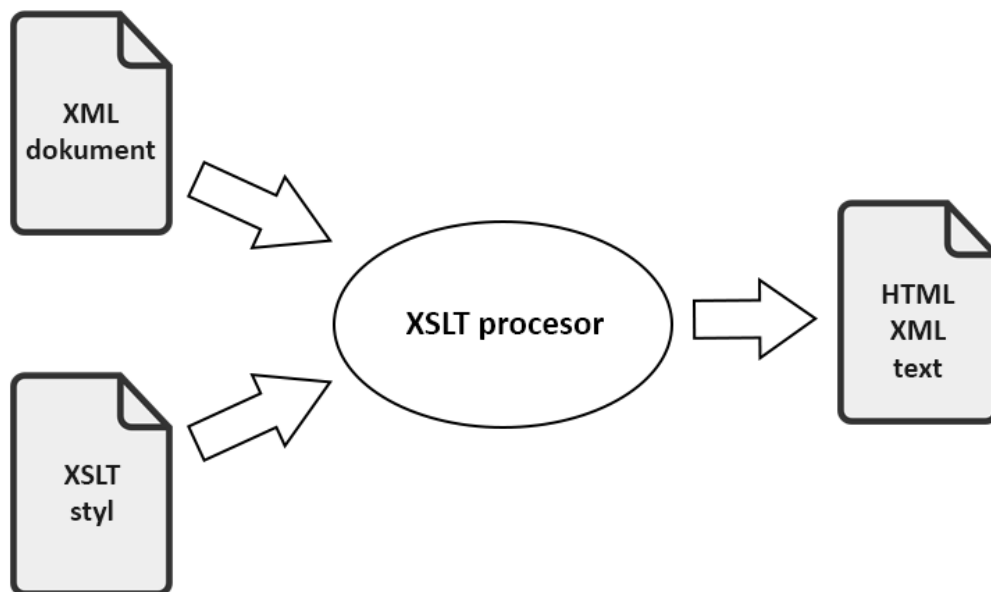 XML
dokument
XSLT procesor
HTML
XML
text
XSLT
styl